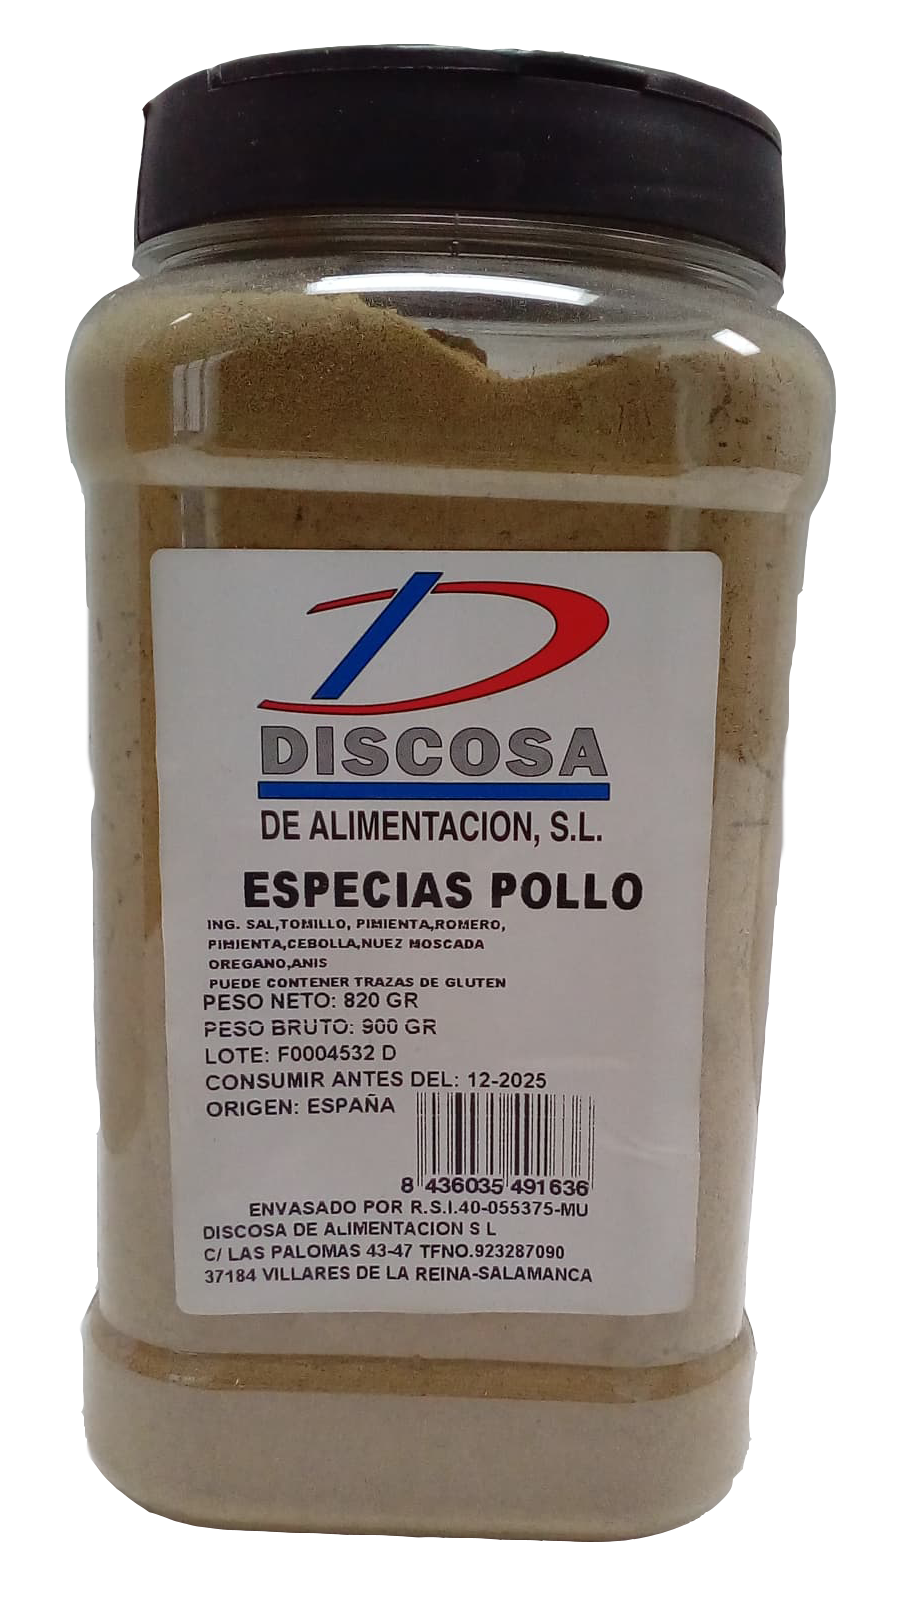 DISCOSA
DE ALIMENTACION, S.L.
ESPECIAS POLLO
ING. SAL,TOMILLO, PIMIENTA,ROMERO,
PIMIENTA,CEBOLLA,NUEZ MOSCADA
OREGANO,ANIS
PUEDE CONTENER TRAZAS DE GLUTEN
PESO NETO: 820 GR
PESO BRUTO: 900 GR
LOTE: F0004532 D
CONSUMIR ANTES DEL: 12-2025
ORIGEN: ESPAÑA
8 436035 491636
ENVASADO POR R.S.I.40-055375-MU
DISCOSA DE ALIMENTACION S L
C/ LAS PALOMAS 43-47 TFNO.923287090
37184 VILLARES DE LA REINA-SALAMANCA